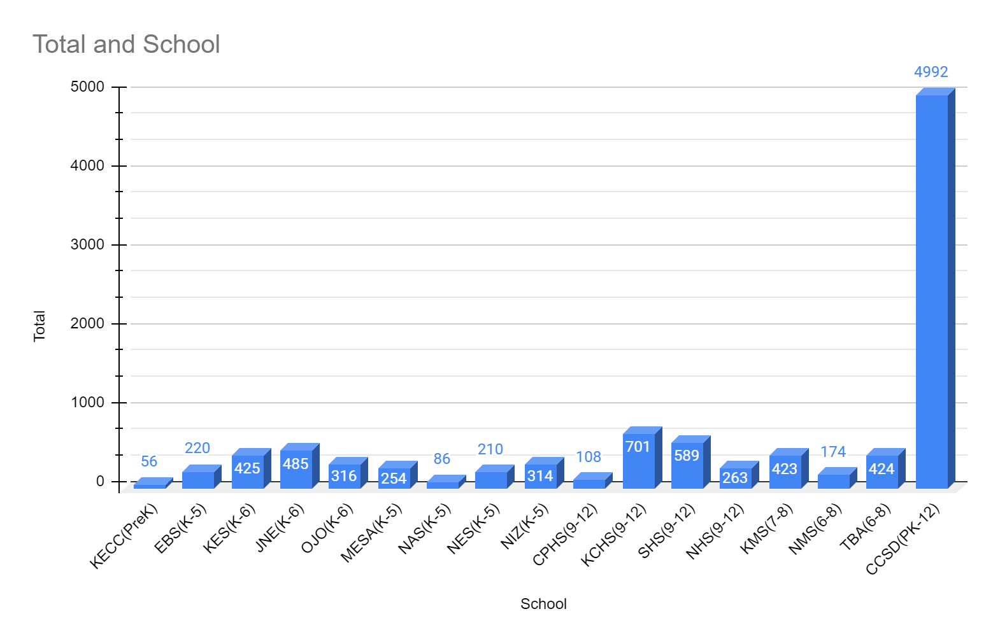 Total and School
Total
5000
4000
3000
2000
1000
0
56
220
425
485
316
254
86
210
314
108
701
589
263
423
174
424
4992
KECC(PreK)
EBS(K-5)
KES(K-6)
JNE(K-6)
OJO(K-6)
MESA(K-5)
NAS(K-5)
NES(K-5)
NIZ(K-5)
CPHS(9-12)
KCHS(9-12)
SHS(9-12)
NHS(9-12)
KMS(7-8)
NMS(6-8)
TBA(6-8)
CCSD(PK-12)
School